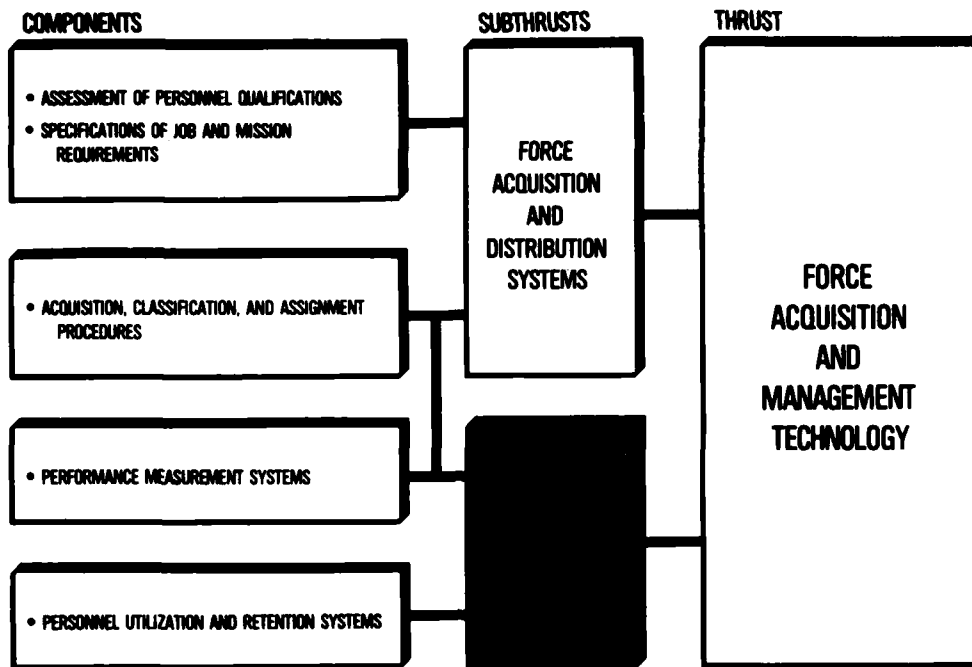 COMPONENTS
SUBTHRUSTS
THRUST
• ASSESSMENT OF PERSONNEL QUALIFICATIONS
• SPECIFICATIONS OF JOB AND MISSION
REQUIREMENTS
• ACQUISITION, CLASSIFICATION, AND ASSIGNMENT
PROCEDURES
• PERFORMANCE MEASUREMENT SYSTEMS
• PERSONNEL UTILIZATION AND RETENTION SYSTEMS
FORCE
ACQUISITION
AND
DISTRIBUTION
SYSTEMS
FORCE
ACQUISITION
AND
MANAGEMENT
TECHNOLOGY